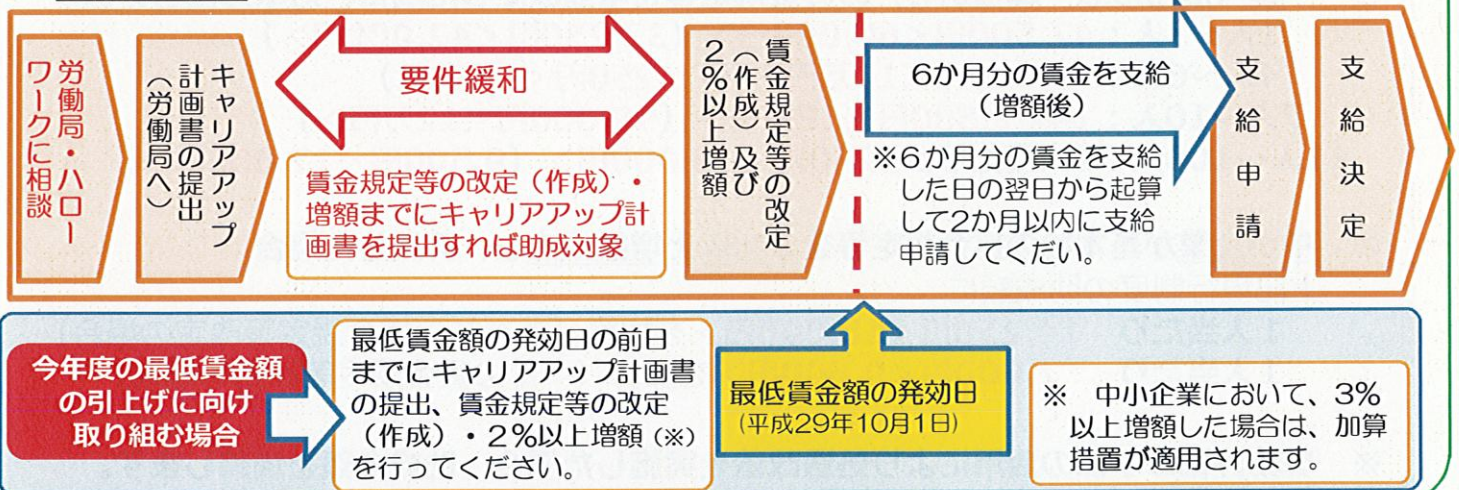 労働局・ハロー
ワークに相談
キャリアアップ
計画書の提出
（労働局へ）
要件緩和
賃金規定等の改定（作成）・
増額までにキャリアアップ計
画書を提出すれば助成対象
賃金規定等の改定
（作成）及び
２％以上増額
6か月分の賃金を支給
（増額後）
※６か月分の賃金を支給
した日の翌日から起算
して2か月以内に支給
申請してくだい。
支給申請
支給決定
今年度の最低賃金額
の引上げに向け
取り組む場合
最低賃金額の発効日の前日
までにキャリアアップ計画書
の提出、賃金規定等の改定
（作成）・２％以上増額（※）
を行ってください。
最低賃金額の発効日
(平成29年10月1日)
※　中小企業において、3%
以上増額した場合は、加算
措置が適用されます。